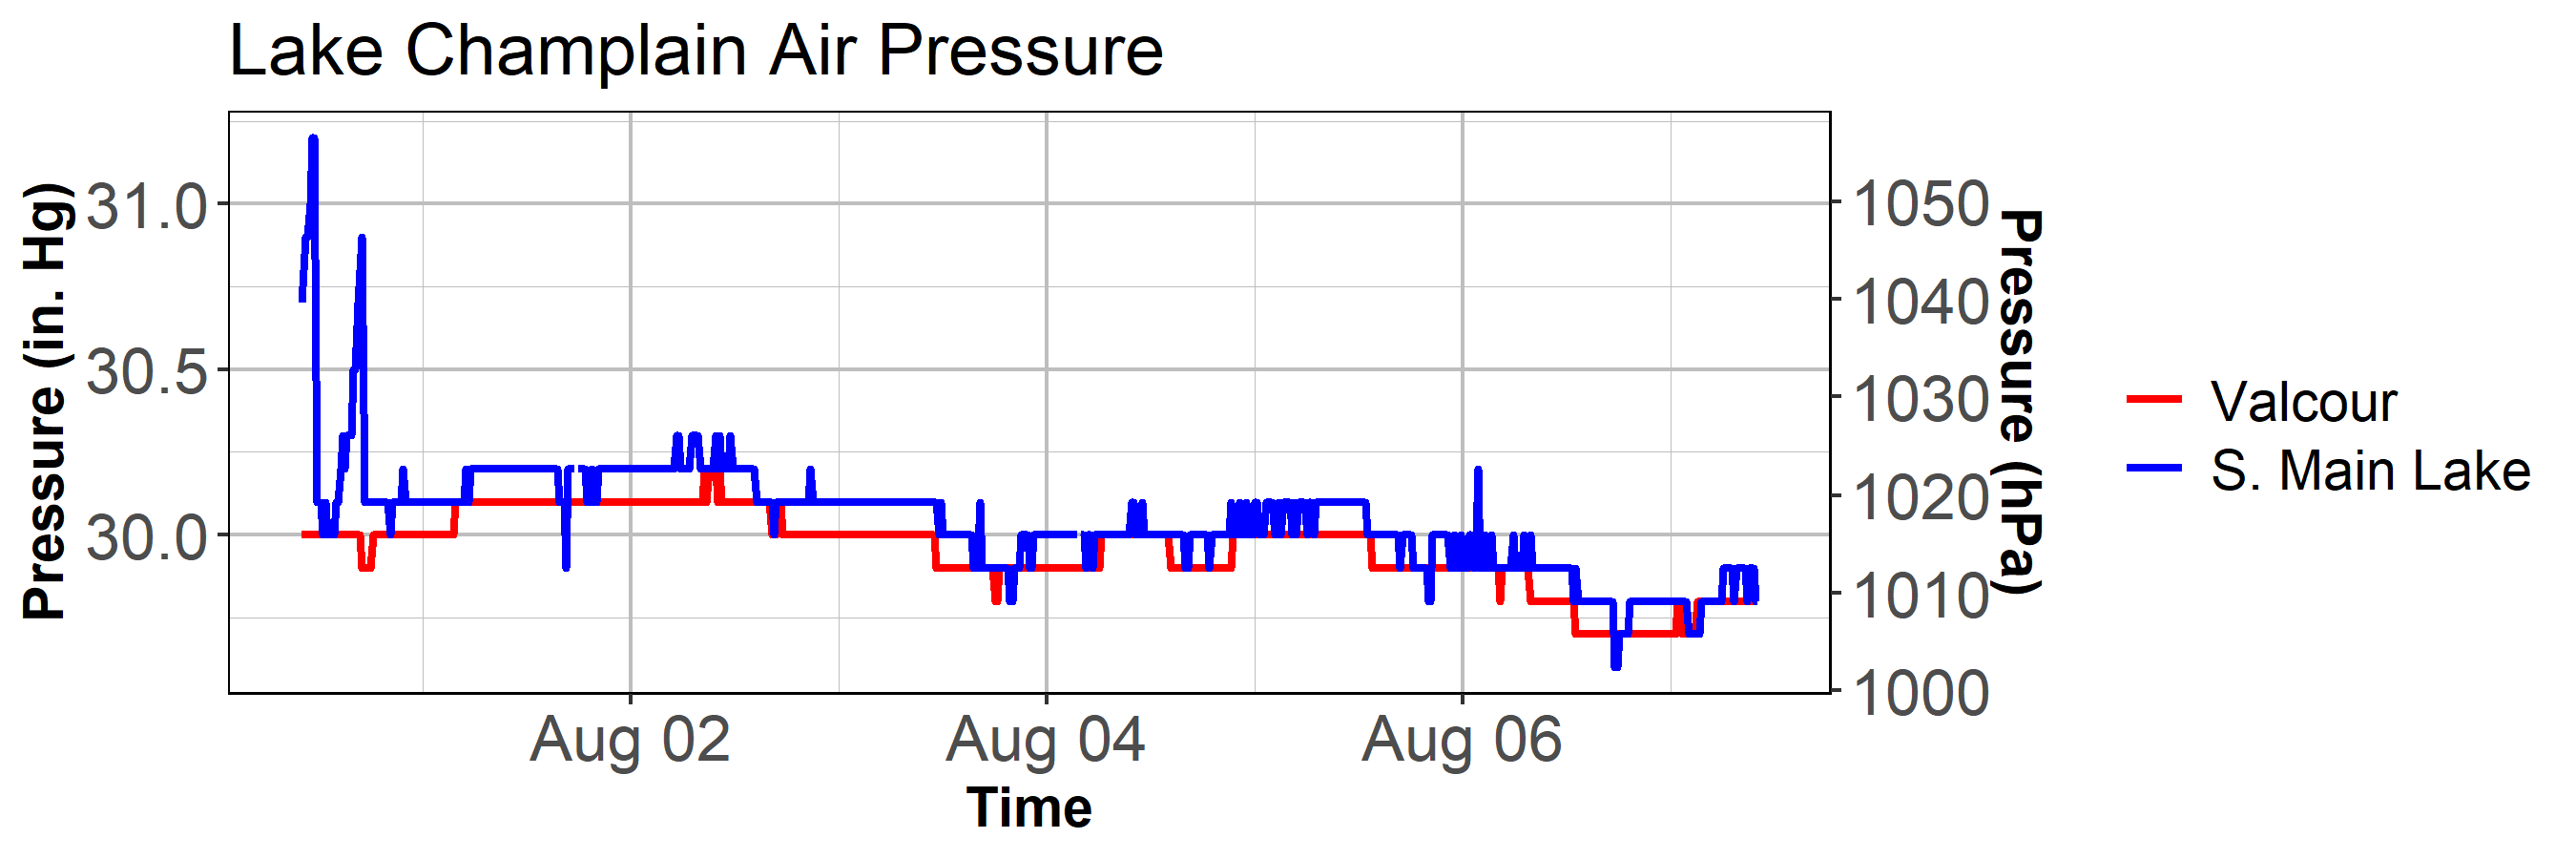 Lake Champlain Air Pressure
Pressure (in. Hg)
31.0
30.5
30.0
1050
1040
1030
1020
1010
1000
Pressure (hPa)
Aug 02
Aug 04
Aug 06
Time
Valcour
S. Main Lake